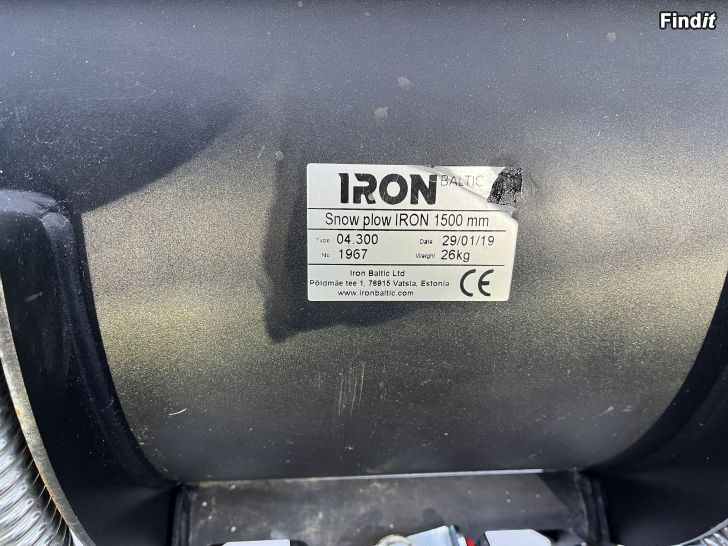 Findit
IRON BALTIC
Snow plow IRON 1500 mm
Type 04.300 Date 29/01/19
No 1967 Weight 26kg
Iron Baltic Ltd
Põldmäe tee 1, 76915 Vatsla, Estonia
www.ironbaltic.com CE